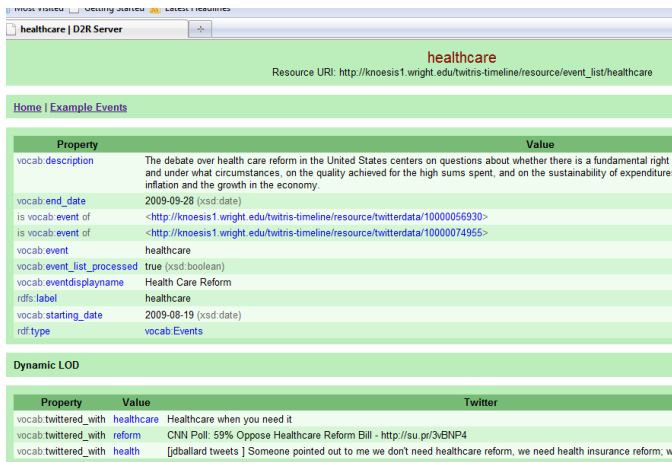 Most Visited Getting Started Latest Headlines
healthcare | D2R Server
healthcare
Resource URI: http://knoesis1.wright.edu/twitris-timeline/resource/event_list/healthcare
Home | Example Events
Property Value
vocab:description The debate over health care reform in the United States centers on questions about whether there is a fundamental right
and under what circumstances, on the quality achieved for the high sums spent, and on the sustainability of expenditures
inflation and the growth in the economy.
vocab:end_date 2009-09-28 (xsd:date)
is vocab:event of <http://knoesis1.wright.edu/twitris-timeline/resource/twitterdata/10000056930>
is vocab:event of <http://knoesis1.wright.edu/twitris-timeline/resource/twitterdata/10000074955>
vocab:event healthcare
vocab:event_list_processed true (xsd:boolean)
vocab:eventdisplayname Health Care Reform
rdfs:label healthcare
vocab:starting_date 2009-08-19 (xsd:date)
rdf:type vocab:Events
Dynamic LOD
Property Value Twitter
vocab:twittered_with healthcare Healthcare when you need it
vocab:twittered_with reform CNN Poll: 59% Oppose Healthcare Reform Bill - http://su.pr/3vBNP4
vocab:twittered_with health [jdballard tweets ] Someone pointed out to me we don't need healthcare reform, we need health insurance reform;